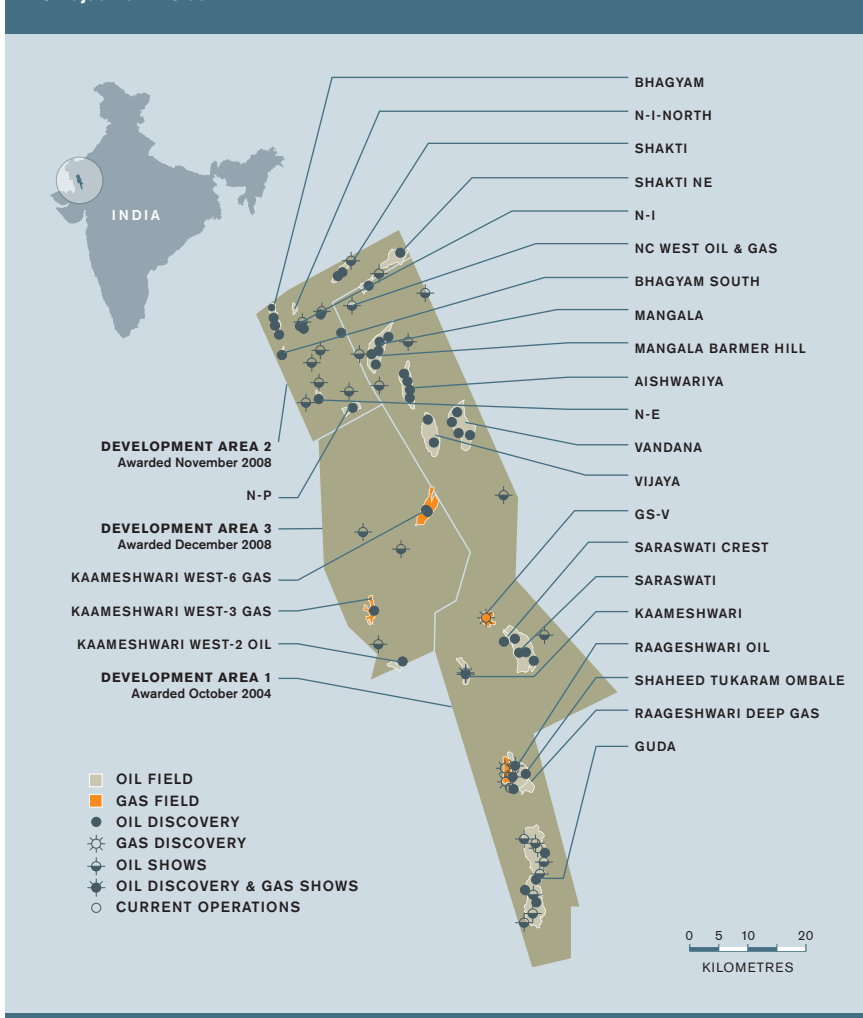 INDIA
BHAGYAM
N-I-NORTH
SHAKTI
SHAKTI NE
N-I
NC WEST OIL & GAS
BHAGYAM SOUTH
MANGALA
MANGALA BARMER HILL
AISHWARIYA
N-E
VANDANA
VIJAYA
GS-V
SARASWATI CREST
SARASWATI
KAAMESHWARI
RAAGESHWARI OIL
SHAHEED TUKARAM OMBALE
RAAGESHWARI DEEP GAS
GUDA
DEVELOPMENT AREA 2
Awarded November 2008
N-P
DEVELOPMENT AREA 3
Awarded December 2008
KAAMESHWARI WEST-6 GAS
KAAMESHWARI WEST-3 GAS
KAAMESHWARI WEST-2 OIL
DEVELOPMENT AREA 1
Awarded October 2004
OIL FIELD
GAS FIELD
OIL DISCOVERY
GAS DISCOVERY
OIL SHOWS
OIL DISCOVERY & GAS SHOWS
CURRENT OPERATIONS
0 5 10 20
KILOMETRES